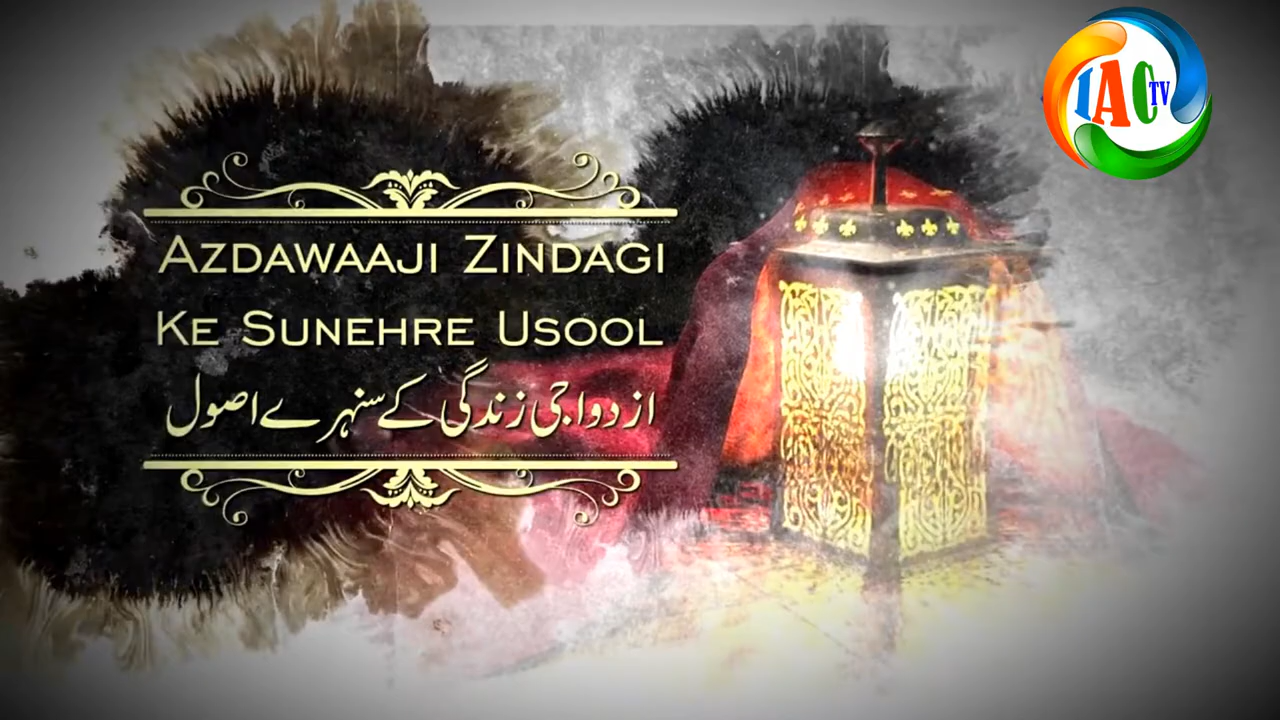 IAC TV
AZDAWAAJI ZINDAGI
KE SUNEHRE USOOL
ازدواجی زندگی کے سنہرے اصول